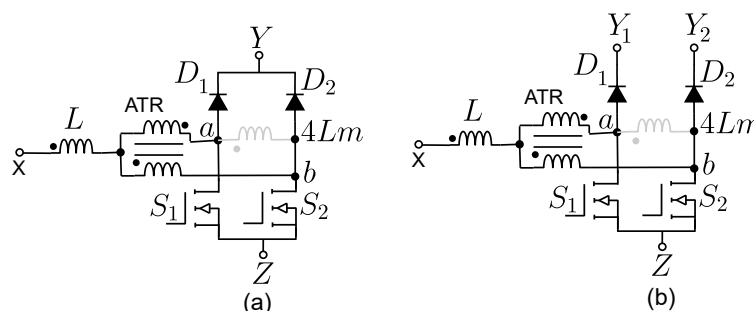 Y
D1 D2
ATR
L a 4Lm
X
b
S1 S2
Z
(a)
Y1 Y2
D1 D2
ATR
L a 4Lm
X
b
S1 S2
Z
(b)